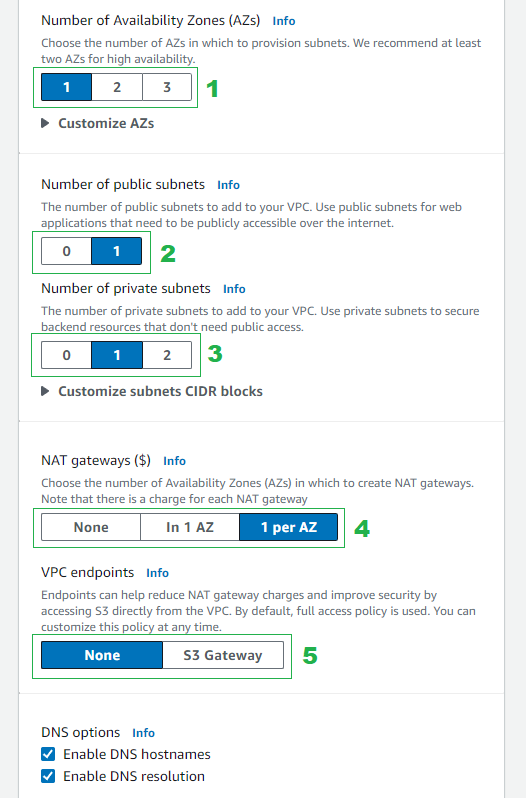 Number of Availability Zones (AZs) Info
Choose the number of AZs in which to provision subnets. We recommend at least
two AZs for high availability.
1 2 3 1
Customize AZs
Number of public subnets Info
The number of public subnets to add to your VPC. Use public subnets for web
applications that need to be publicly accessible over the internet.
0 1 2
Number of private subnets Info
The number of private subnets to add to your VPC. Use private subnets to secure
backend resources that don't need public access.
0 1 2 3
Customize subnets CIDR blocks
NAT gateways ($) Info
Choose the number of Availability Zones (AZs) in which to create NAT gateways.
Note that there is a charge for each NAT gateway
None In 1 AZ 1 per AZ 4
VPC endpoints Info
Endpoints can help reduce NAT gateway charges and improve security by
accessing S3 directly from the VPC. By default, full access policy is used. You can
customize this policy at any time.
None S3 Gateway 5
DNS options Info
Enable DNS hostnames
Enable DNS resolution